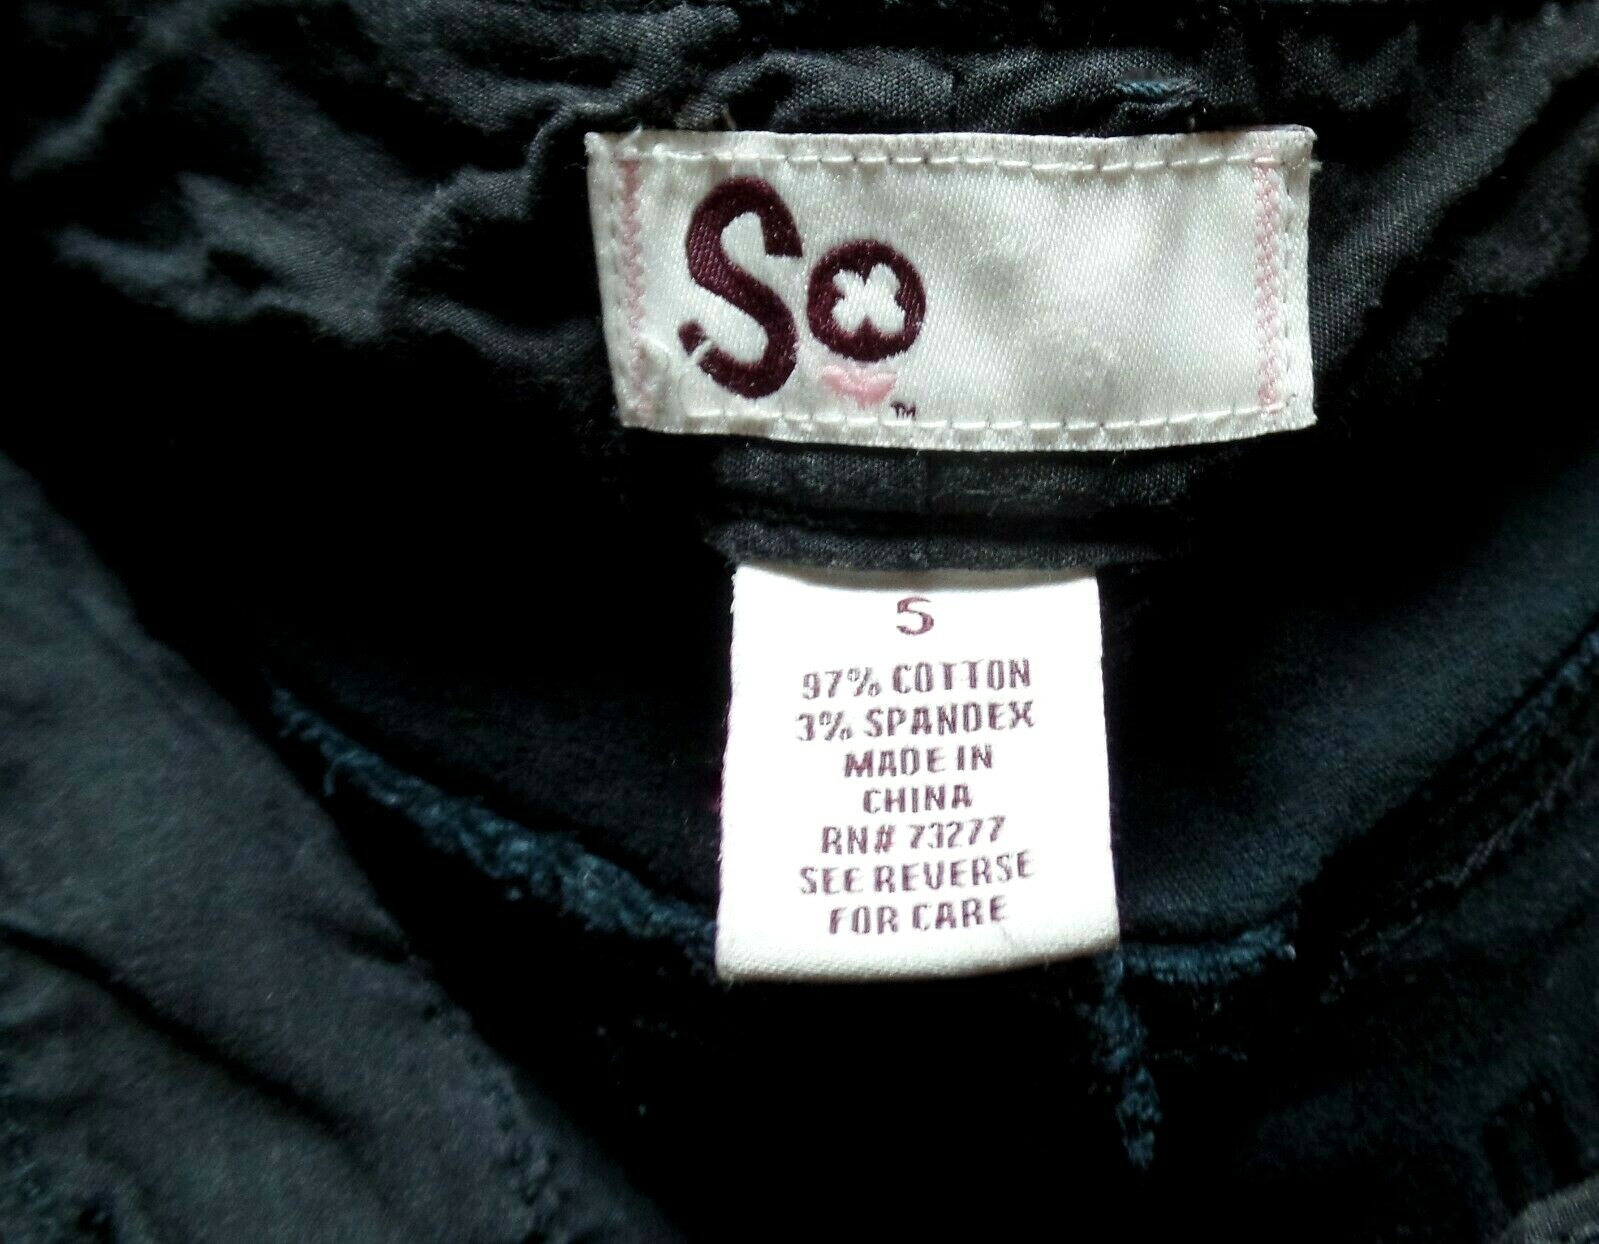 So
™
5
97% COTTON
3% SPANDEX
MADE IN
CHINA
RN# 73277
SEE REVERSE
FOR CARE